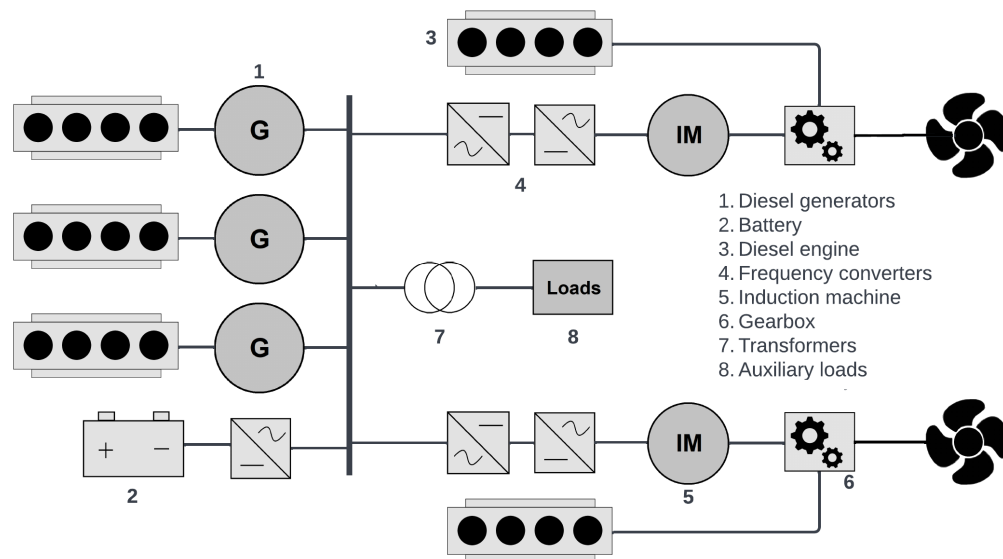 3
1
G
IM
4
G
1. Diesel generators
2. Battery
3. Diesel engine
4. Frequency converters
5. Induction machine
6. Gearbox
7. Transformers
8. Auxiliary loads
Loads
7
8
G
+ −
2
IM
5
6